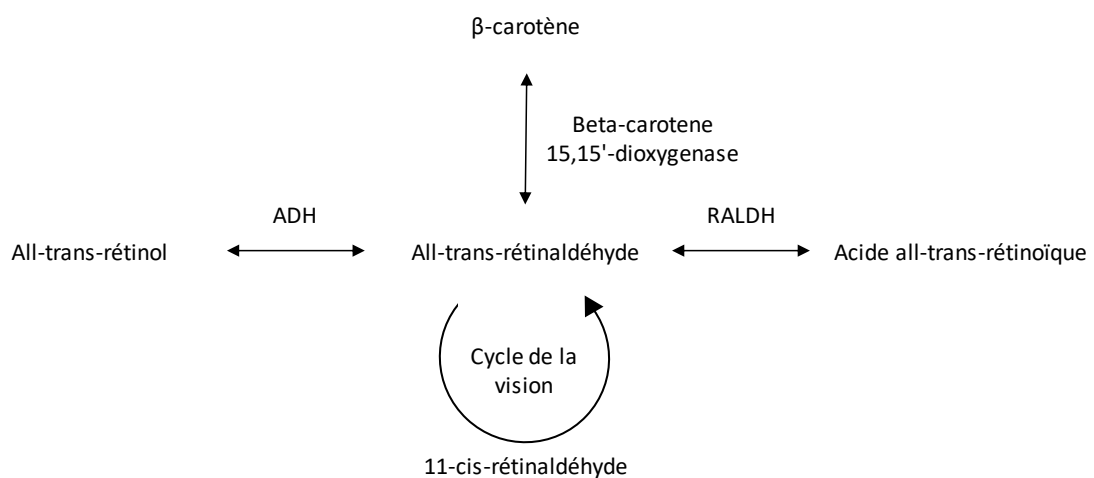 β-carotène
Beta-carotene
15,15'-dioxygenase
ADH
RALDH
All-trans-rétinol
All-trans-rétinaldéhyde
Acide all-trans-rétinoïque
Cycle de la
vision
11-cis-rétinaldéhyde